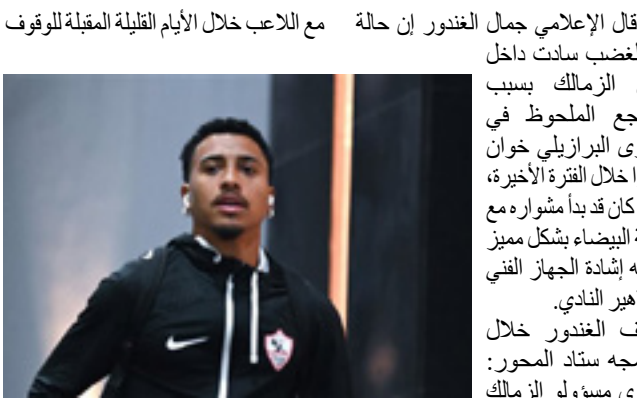 قال الإعلامي جمال الغندور إن حالة
سادت داخل
الزمالك بسبب
الملحوظ في
البرازيلي خوان
خلال الفترة الأخيرة،
كان قد بدأ مشواره مع
البيضاء بشكل مميز
إشادة الجهاز الفني
النادي.
الغندور خلال
ستاد المحور:
مسؤولو الزمالك
مع اللاعب خلال الأيام القليلة المقبلة للوقوف